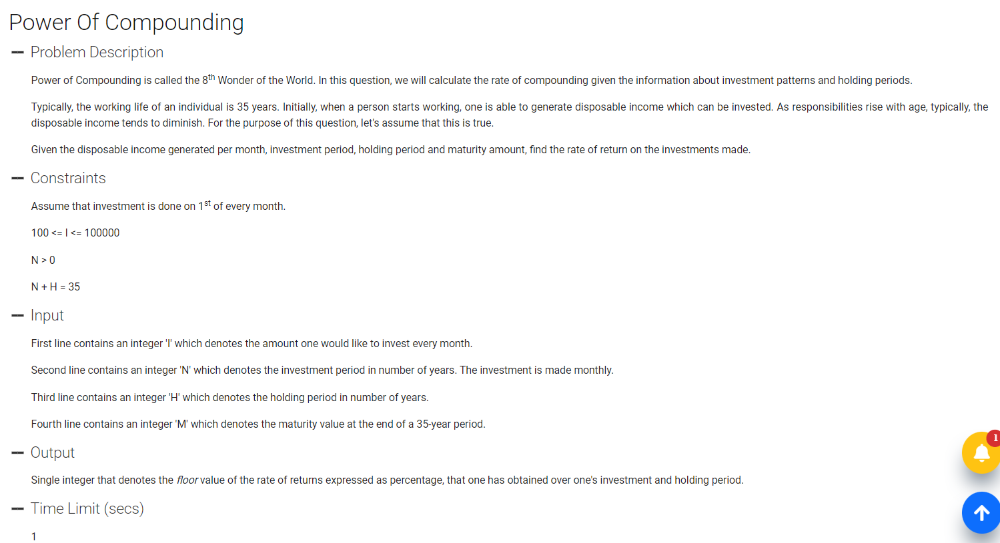 Power Of Compounding
Problem Description
Power of Compounding is called the 8th Wonder of the World. In this question, we will calculate the rate of compounding given the information about investment patterns and holding periods.
Typically, the working life of an individual is 35 years. Initially, when a person starts working, one is able to generate disposable income which can be invested. As responsibilities rise with age, typically, the
disposable income tends to diminish. For the purpose of this question, let's assume that this is true.
Given the disposable income generated per month, investment period, holding period and maturity amount, find the rate of return on the investments made.
Constraints
Assume that investment is done on 1st of every month.
100 <= I <= 100000
N > 0
N + H = 35
Input
First line contains an integer 'I' which denotes the amount one would like to invest every month.
Second line contains an integer 'N' which denotes the investment period in number of years. The investment is made monthly.
Third line contains an integer 'H' which denotes the holding period in number of years.
Fourth line contains an integer 'M' which denotes the maturity value at the end of a 35-year period.
1
Output
Single integer that denotes the floor value of the rate of returns expressed as percentage, that one has obtained over one's investment and holding period.
Time Limit (secs)
1